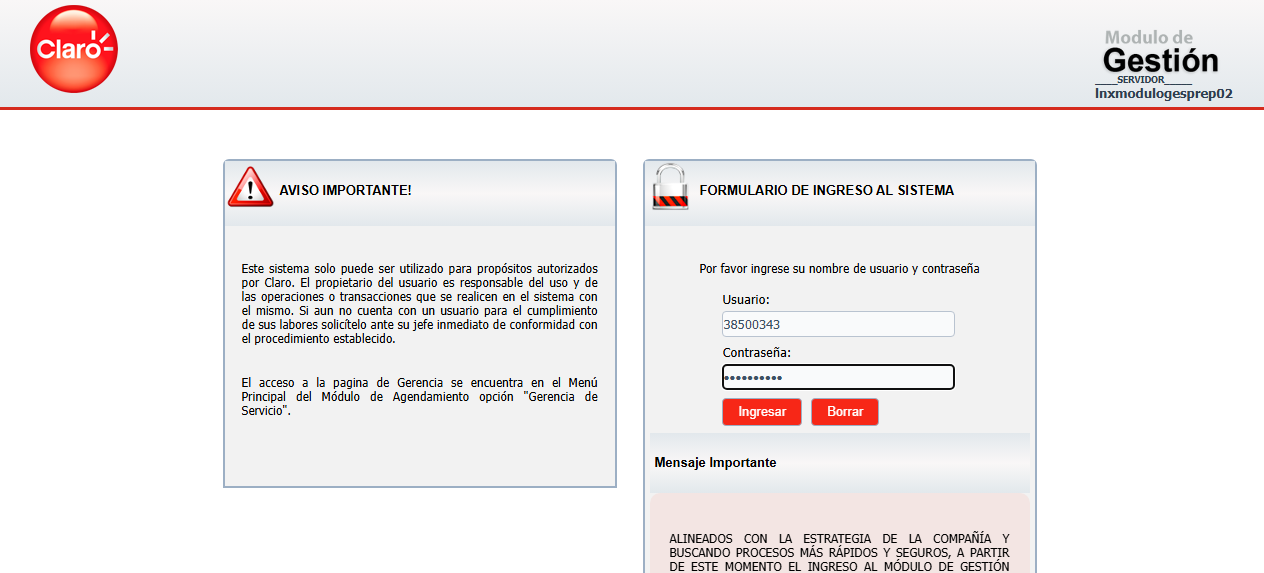 Claro
Modulo de
Gestión
____SERVIDOR_____
lnxmodulogesprep02
AVISO IMPORTANTE!
Este sistema solo puede ser utilizado para propósitos autorizados
por Claro. El propietario del usuario es responsable del uso y de
las operaciones o transacciones que se realicen en el sistema con
el mismo. Si aun no cuenta con un usuario para el cumplimiento
de sus labores solicítelo ante su jefe inmediato de conformidad con
el procedimiento establecido.
El acceso a la pagina de Gerencia se encuentra en el Menú
Principal del Módulo de Agendamiento opción "Gerencia de
Servicio".
FORMULARIO DE INGRESO AL SISTEMA
Por favor ingrese su nombre de usuario y contraseña
Usuario:
38500343
Contraseña:
••••••••••
Ingresar Borrar
Mensaje Importante
ALINEADOS CON LA ESTRATEGIA DE LA COMPAÑÍA Y
BUSCANDO PROCESOS MÁS RÁPIDOS Y SEGUROS, A PARTIR
DE ESTE MOMENTO EL INGRESO AL MÓDULO DE GESTIÓN